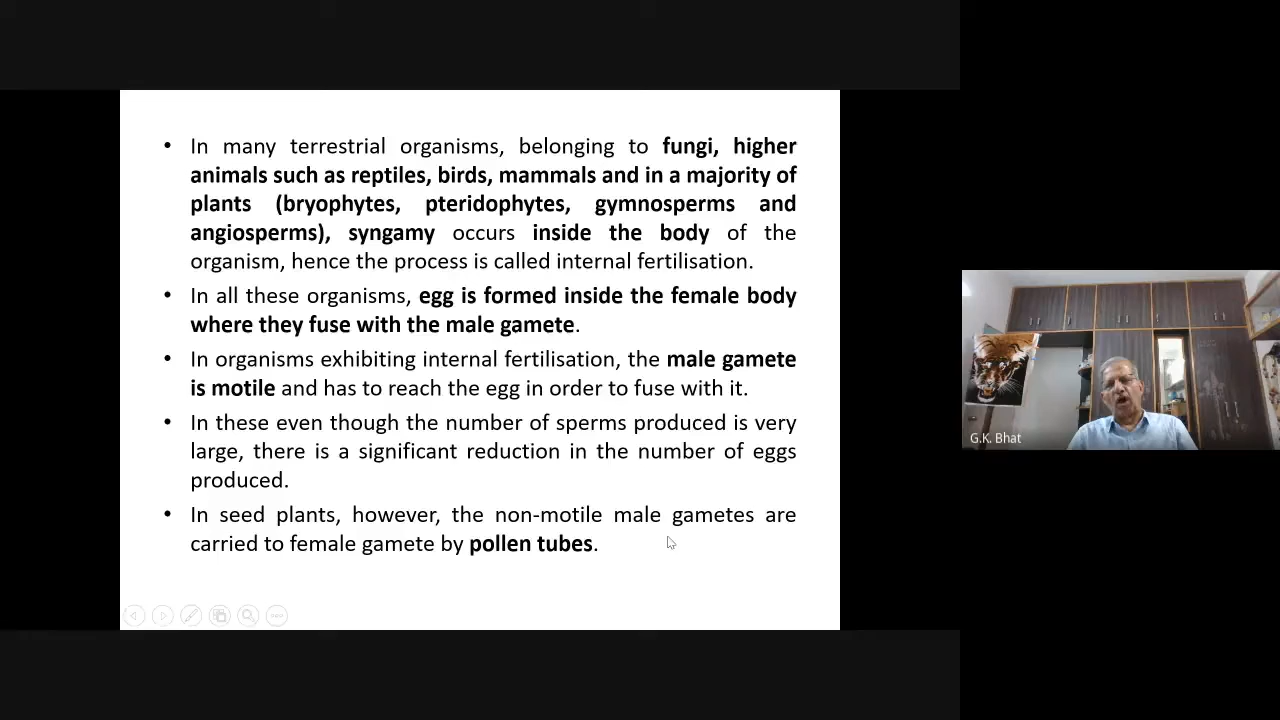 • In many terrestrial organisms, belonging to fungi, higher
animals such as reptiles, birds, mammals and in a majority of
plants (bryophytes, pteridophytes, gymnosperms and
angiosperms), syngamy occurs inside the body of the
organism, hence the process is called internal fertilisation.
• In all these organisms, egg is formed inside the female body
where they fuse with the male gamete.
• In organisms exhibiting internal fertilisation, the male gamete
is motile and has to reach the egg in order to fuse with it.
• In these even though the number of sperms produced is very
large, there is a significant reduction in the number of eggs
produced.
• In seed plants, however, the non-motile male gametes are
carried to female gamete by pollen tubes.
G.K. Bhat